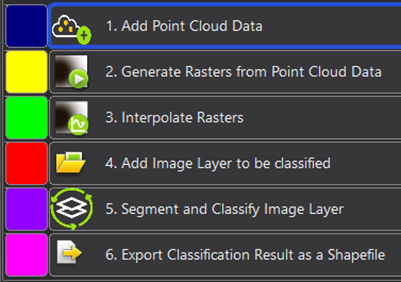 1. Add Point Cloud Data
2. Generate Rasters from Point Cloud Data
3. Interpolate Rasters
4. Add Image Layer to be classified
5. Segment and Classify Image Layer
6. Export Classification Result as a Shapefile